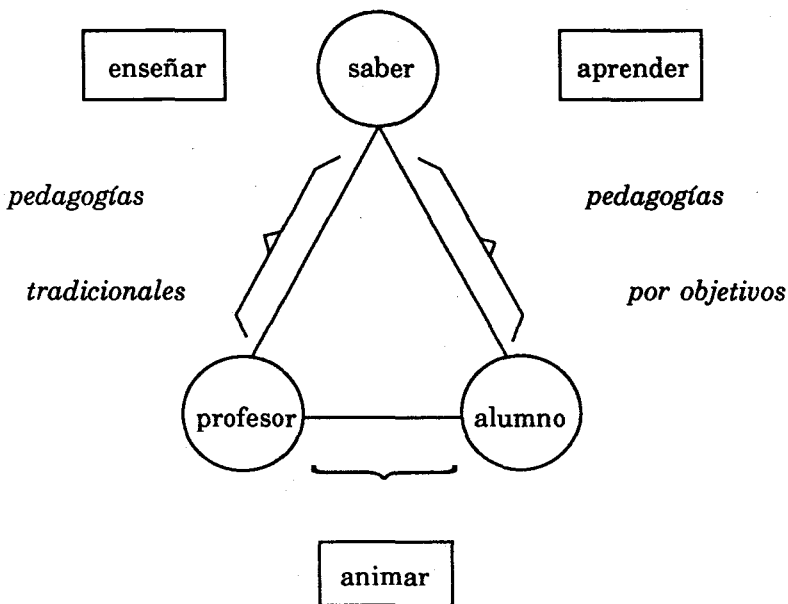 enseñar
saber
aprender
pedagogías
pedagogías
tradicionales
por objetivos
profesor
alumno
animar